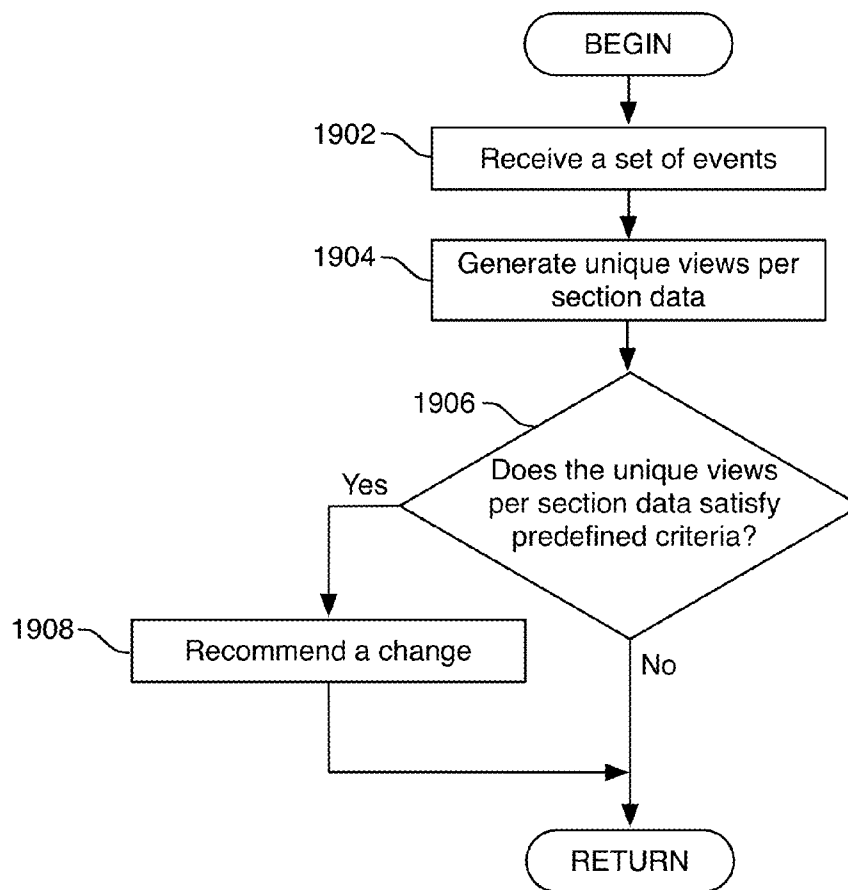 BEGIN
1902
Receive a set of events
1904
Generate unique views per
section data
1906
Does the unique views
per section data satisfy
predefined criteria?
Yes
1908
Recommend a change
No
RETURN